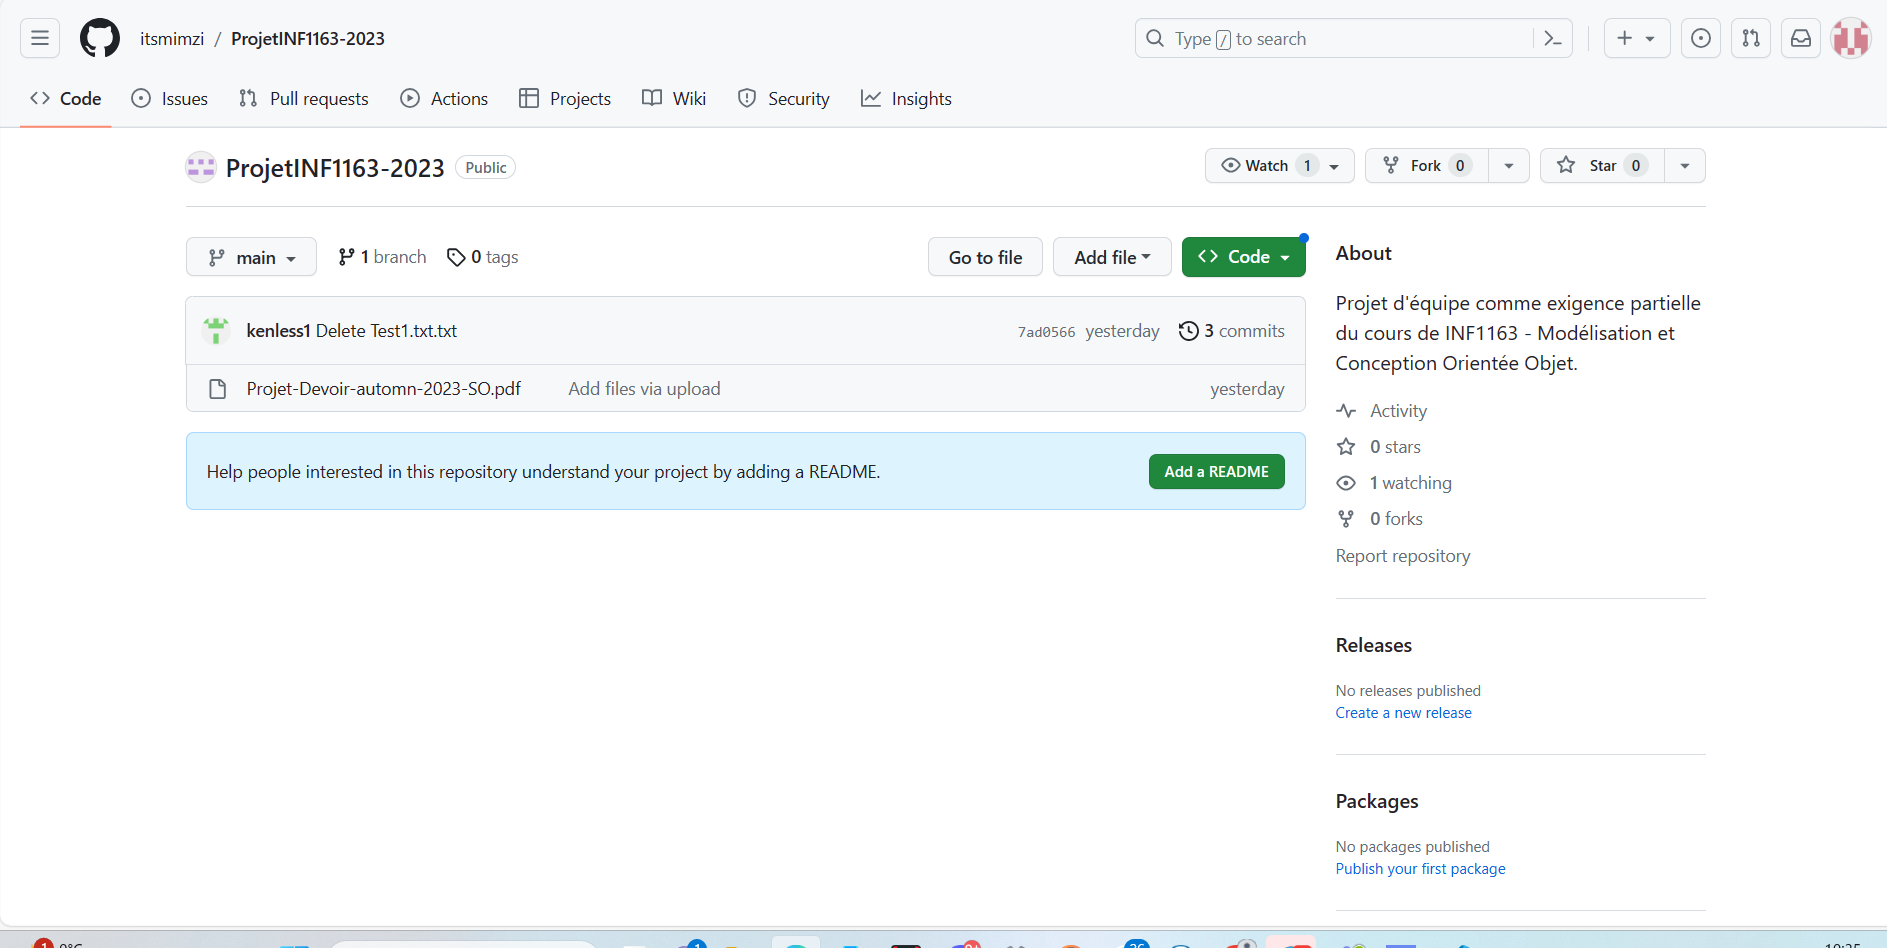 itsmimzi / ProjetINF1163-2023
Type / to search
Code Issues Pull requests Actions Projects Wiki Security Insights
ProjetINF1163-2023 Public
Watch 1 Fork 0 Star 0
main 1 branch 0 tags
Go to file Add file Code
kenless1 Delete Test1.txt.txt 7ad0566 yesterday 3 commits
Projet-Devoir-automn-2023-SO.pdf Add files via upload yesterday
Help people interested in this repository understand your project by adding a README. Add a README
About
Projet d'équipe comme exigence partielle
du cours de INF1163 - Modélisation et
Conception Orientée Objet.
Activity
0 stars
1 watching
0 forks
Report repository
Releases
No releases published
Create a new release
Packages
No packages published
Publish your first package